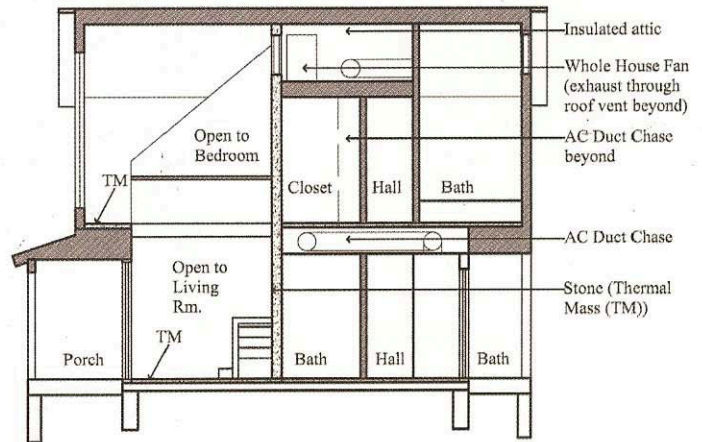 Insulated attic
Whole House Fan
(exhaust through
roof vent beyond)
Open to
Bedroom
AC Duct Chase
beyond
TM
Closet
Hall
Bath
AC Duct Chase
Open to
Living
Rm.
Stone (Thermal
Mass (TM))
TM
Porch
Bath
Hall
Bath